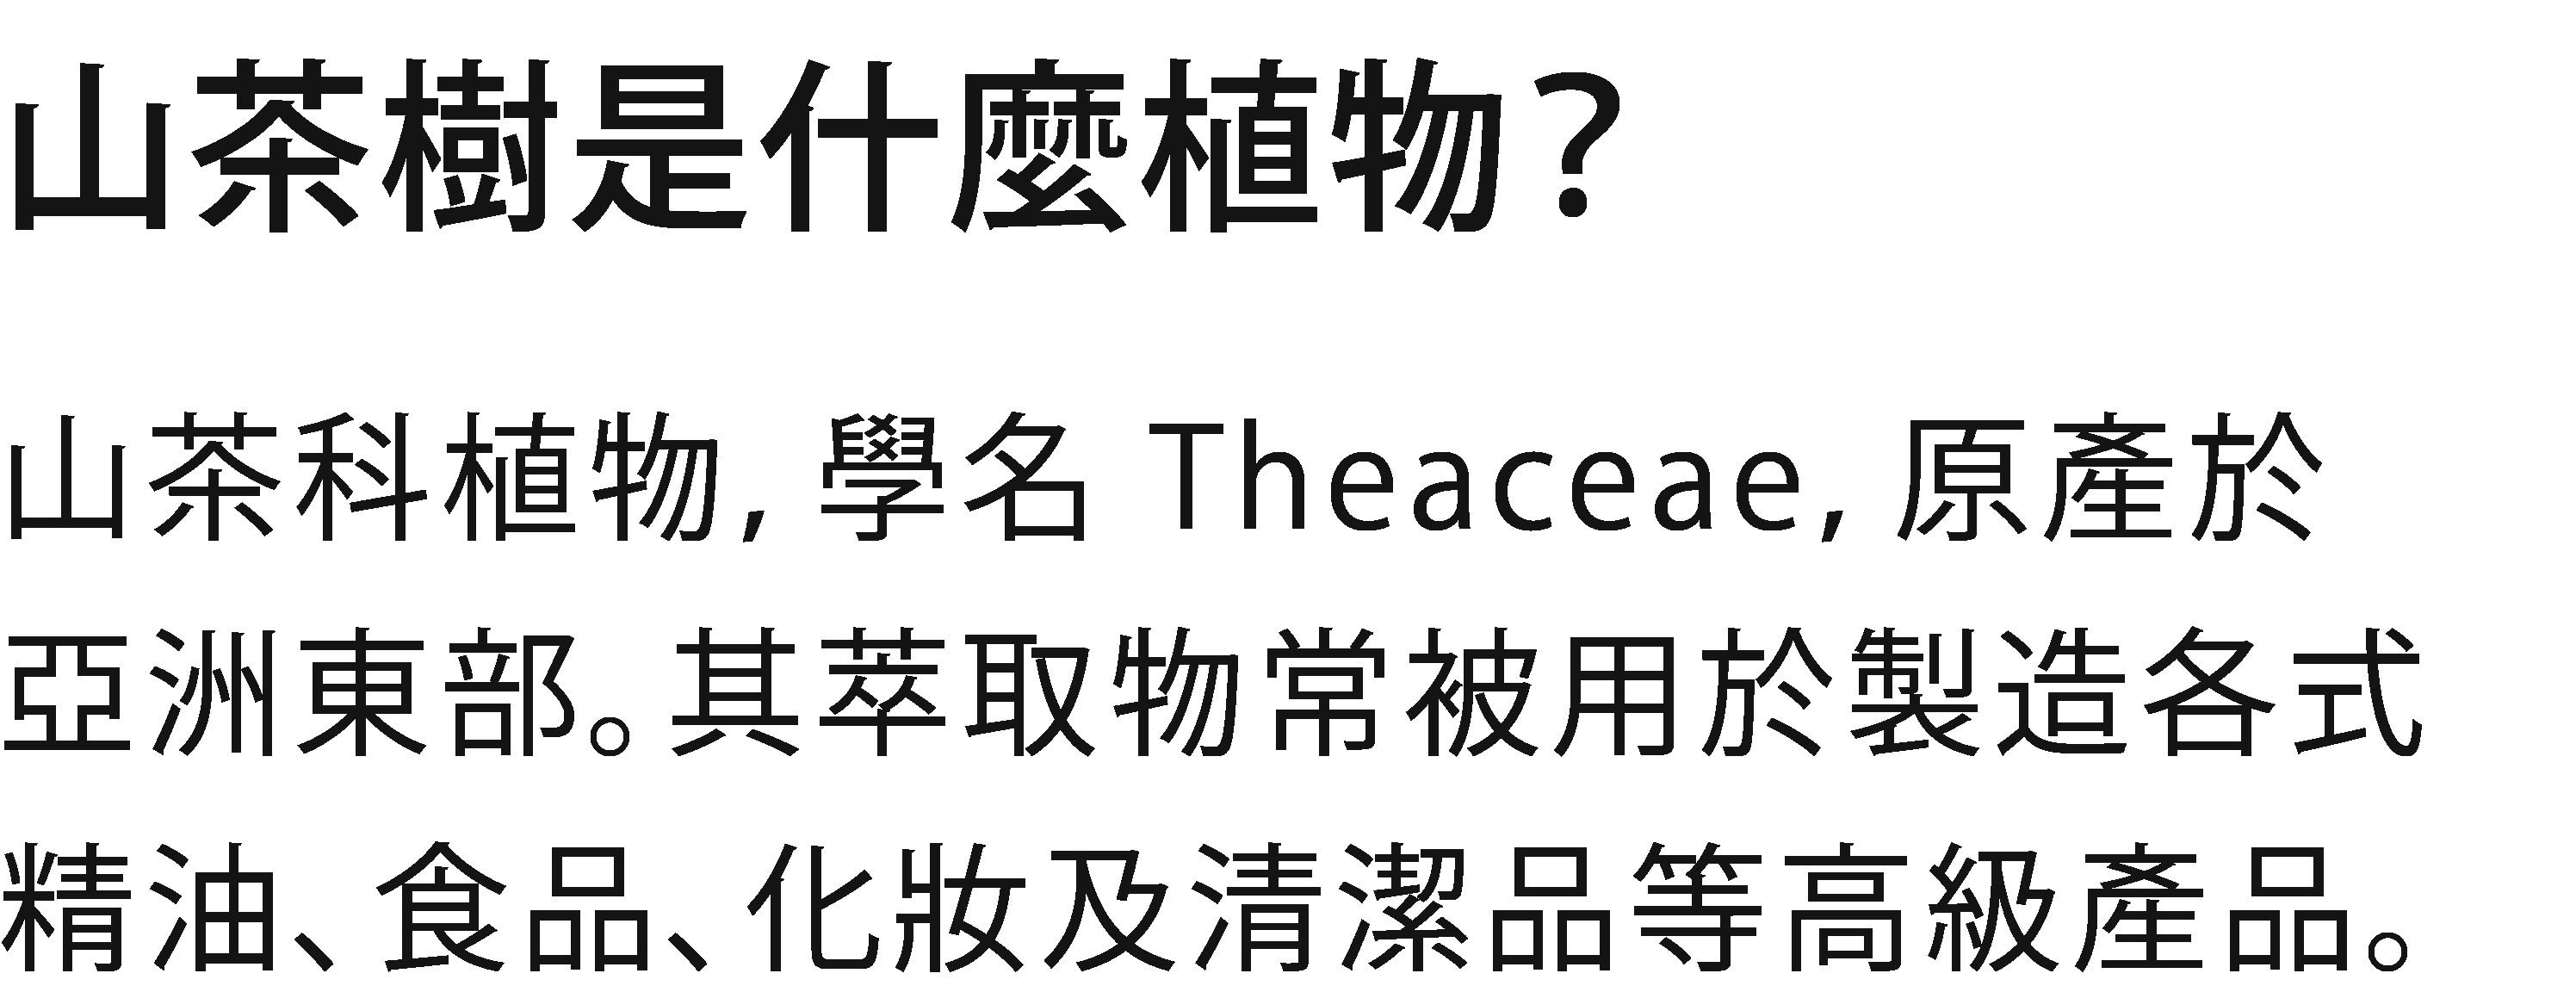 山茶樹是什麼植物？
山茶科植物, 學名 Theaceae, 原產於
亞洲東部。其萃取物常被用於製造各式
精油、食品、化妝及清潔品等高級產品。